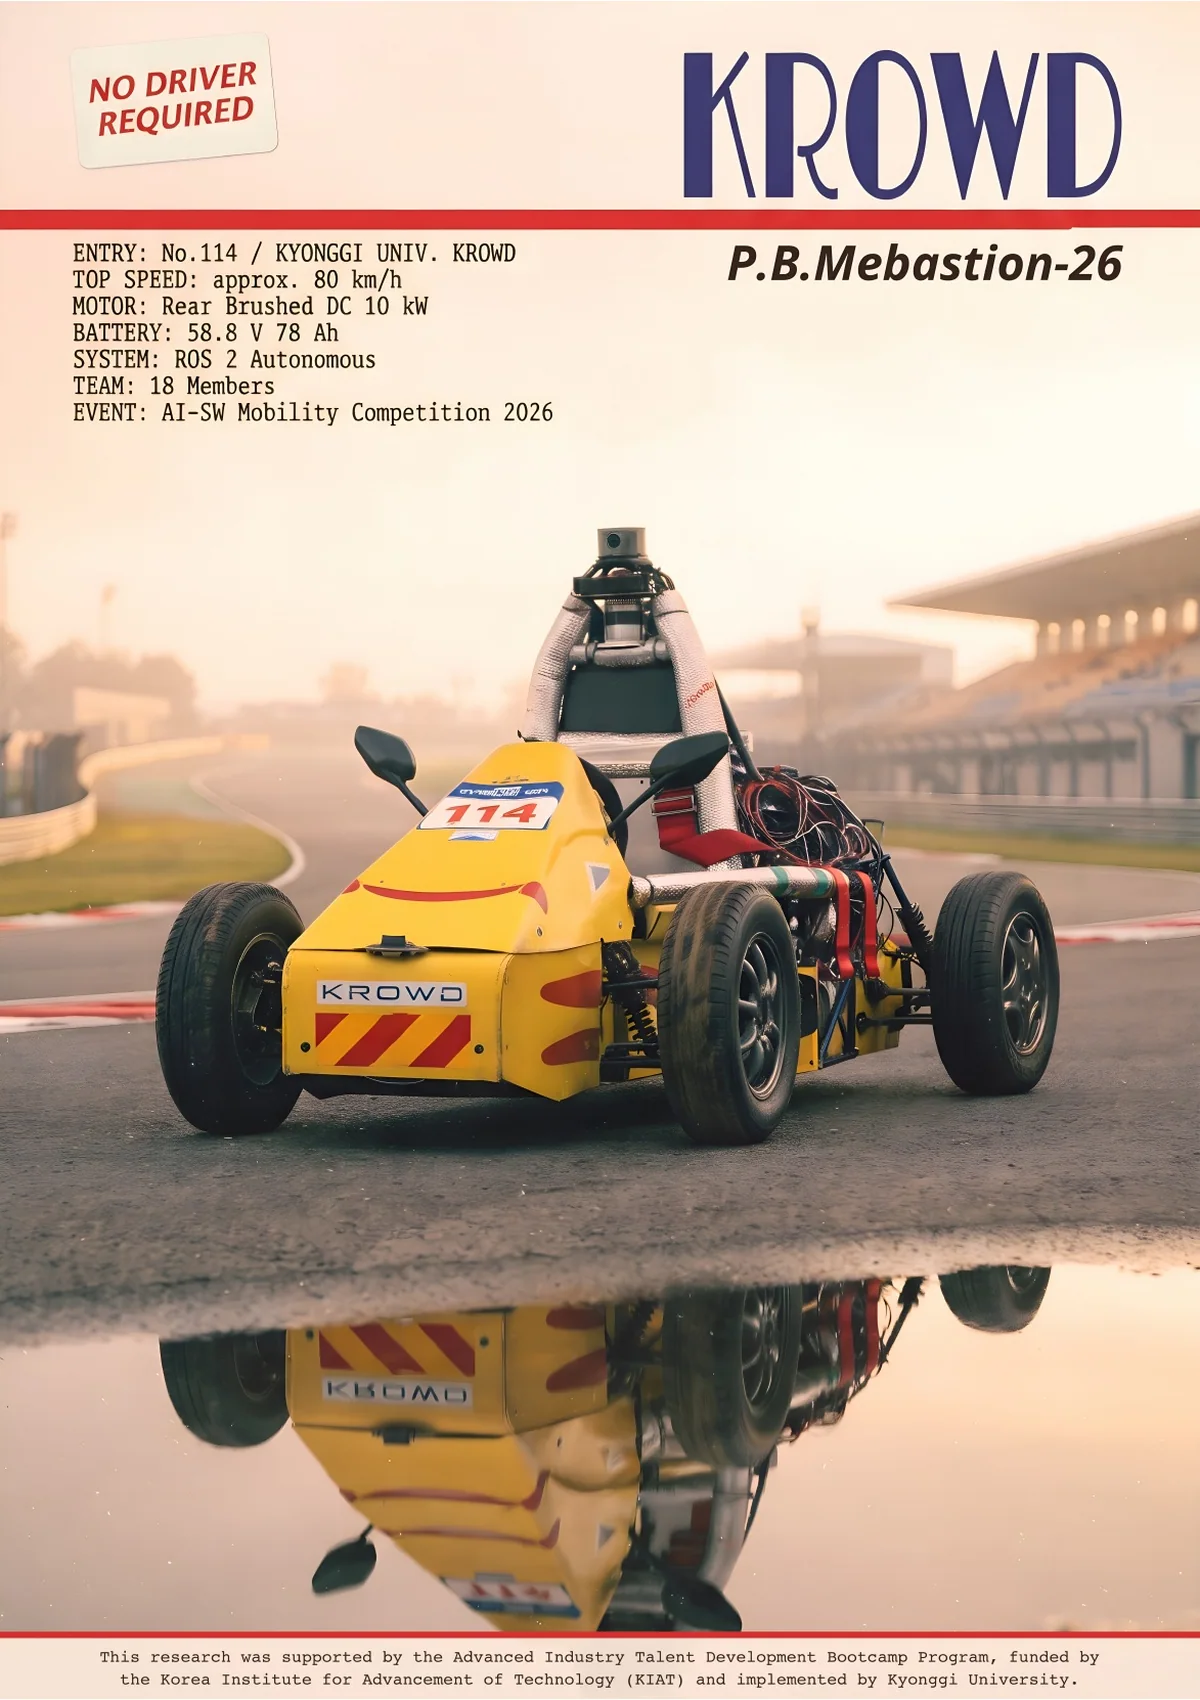 NO DRIVER
REQUIRED
KROWD
P.B.Mebastion-26
ENTRY: No.114 / KYONGGI UNIV. KROWD
TOP SPEED: approx. 80 km/h
MOTOR: Rear Brushed DC 10 kW
BATTERY: 58.8 V 78 Ah
SYSTEM: ROS 2 Autonomous
TEAM: 18 Members
EVENT: AI-SW Mobility Competition 2026
114
KROWD
This research was supported by the Advanced Industry Talent Development Bootcamp Program, funded by
the Korea Institute for Advancement of Technology (KIAT) and implemented by Kyonggi University.